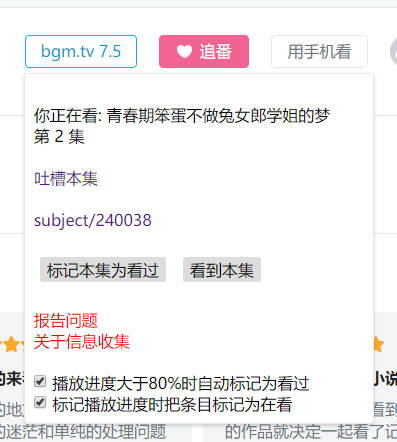 bgm.tv 7.5
追番
用手机看
你正在看: 青春期笨蛋不做兔女郎学姐的梦
第 2 集
吐槽本集
subject/240038
标记本集为看过
看到本集
报告问题
关于信息收集
播放进度大于80%时自动标记为看过
标记播放进度时把条目标记为在看
的来
小说
的地
看到
的迷茫和单纯的处理问题
的作品就决定一起看了记